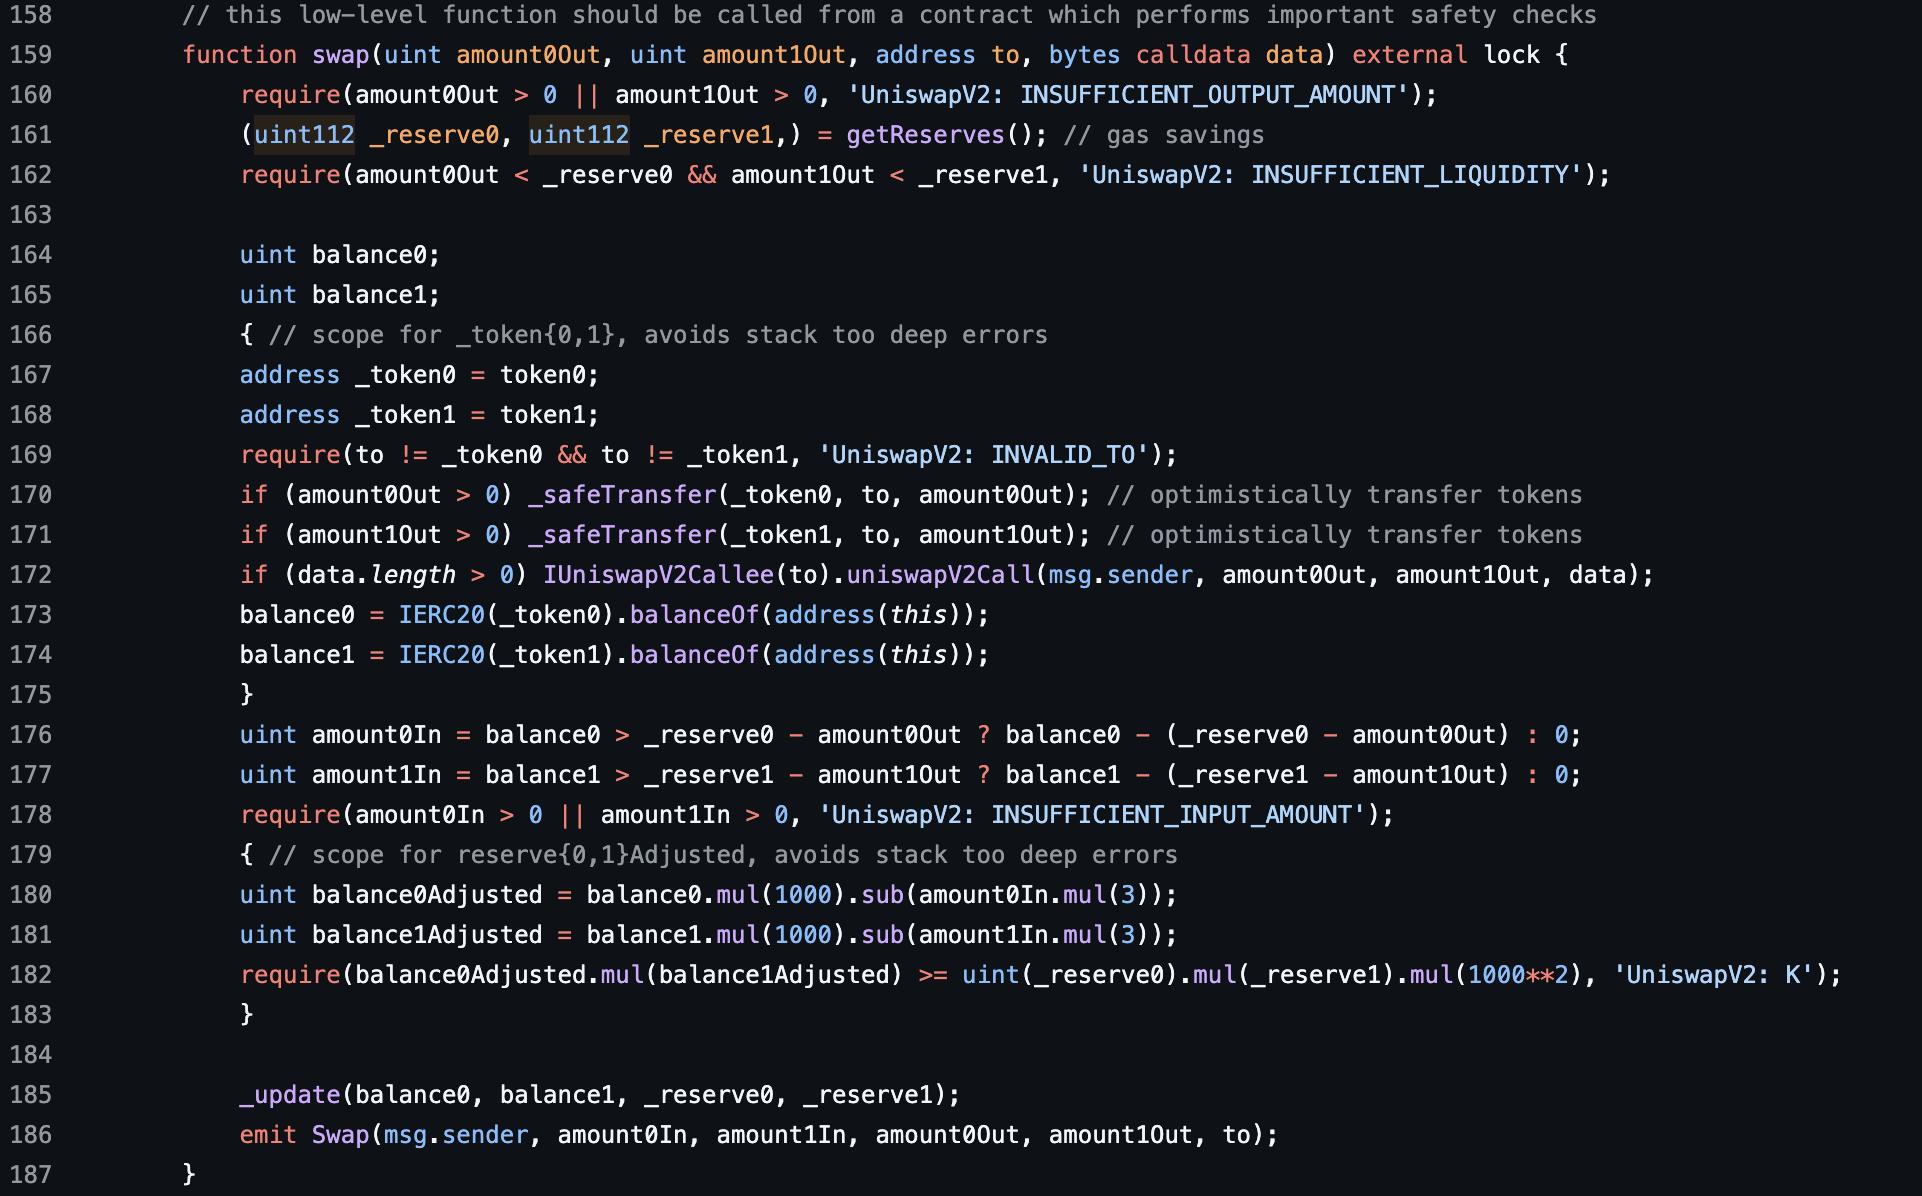 158 // this low-level function should be called from a contract which performs important safety checks
159 function swap(uint amount0Out, uint amount1Out, address to, bytes calldata data) external lock {
160 require(amount0Out > 0 || amount1Out > 0, 'UniswapV2: INSUFFICIENT_OUTPUT_AMOUNT');
161 (uint112 _reserve0, uint112 _reserve1,) = getReserves(); // gas savings
162 require(amount0Out < _reserve0 && amount1Out < _reserve1, 'UniswapV2: INSUFFICIENT_LIQUIDITY');
163
164 uint balance0;
165 uint balance1;
166 { // scope for _token{0,1}, avoids stack too deep errors
167 address _token0 = token0;
168 address _token1 = token1;
169 require(to != _token0 && to != _token1, 'UniswapV2: INVALID_TO');
170 if (amount0Out > 0) _safeTransfer(_token0, to, amount0Out); // optimistically transfer tokens
171 if (amount1Out > 0) _safeTransfer(_token1, to, amount1Out); // optimistically transfer tokens
172 if (data.length > 0) IUniswapV2Callee(to).uniswapV2Call(msg.sender, amount0Out, amount1Out, data);
173 balance0 = IERC20(_token0).balanceOf(address(this));
174 balance1 = IERC20(_token1).balanceOf(address(this));
175 }
176 uint amount0In = balance0 > _reserve0 - amount0Out ? balance0 - (_reserve0 - amount0Out) : 0;
177 uint amount1In = balance1 > _reserve1 - amount1Out ? balance1 - (_reserve1 - amount1Out) : 0;
178 require(amount0In > 0 || amount1In > 0, 'UniswapV2: INSUFFICIENT_INPUT_AMOUNT');
179 { // scope for reserve{0,1}Adjusted, avoids stack too deep errors
180 uint balance0Adjusted = balance0.mul(1000).sub(amount0In.mul(3));
181 uint balance1Adjusted = balance1.mul(1000).sub(amount1In.mul(3));
182 require(balance0Adjusted.mul(balance1Adjusted) >= uint(_reserve0).mul(_reserve1).mul(1000**2), 'UniswapV2: K');
183 }
184
185 _update(balance0, balance1, _reserve0, _reserve1);
186 emit Swap(msg.sender, amount0In, amount1In, amount0Out, amount1Out, to);
187 }